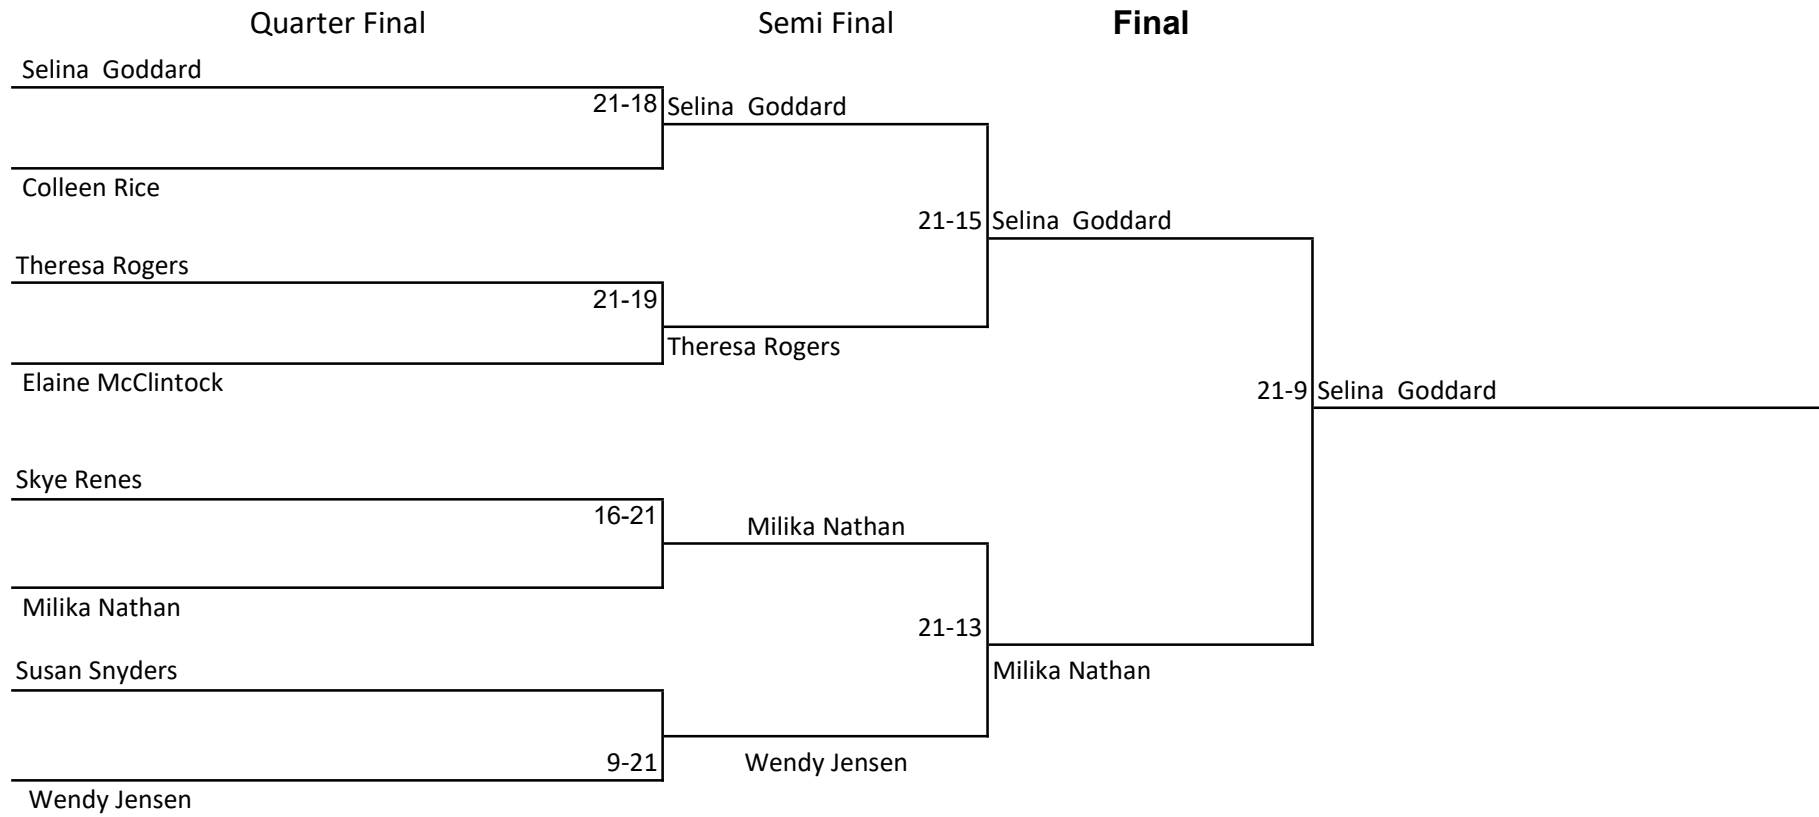 Quarter Final Semi Final Final
Selina Goddard
21-18 Selina Goddard
Colleen Rice
21-15 Selina Goddard
Theresa Rogers
21-19
Theresa Rogers
Elaine McClintock
21-9 Selina Goddard
Skye Renes
16-21 Milika Nathan
Milika Nathan
21-13
Susan Snyders Milika Nathan
9-21 Wendy Jensen
Wendy Jensen